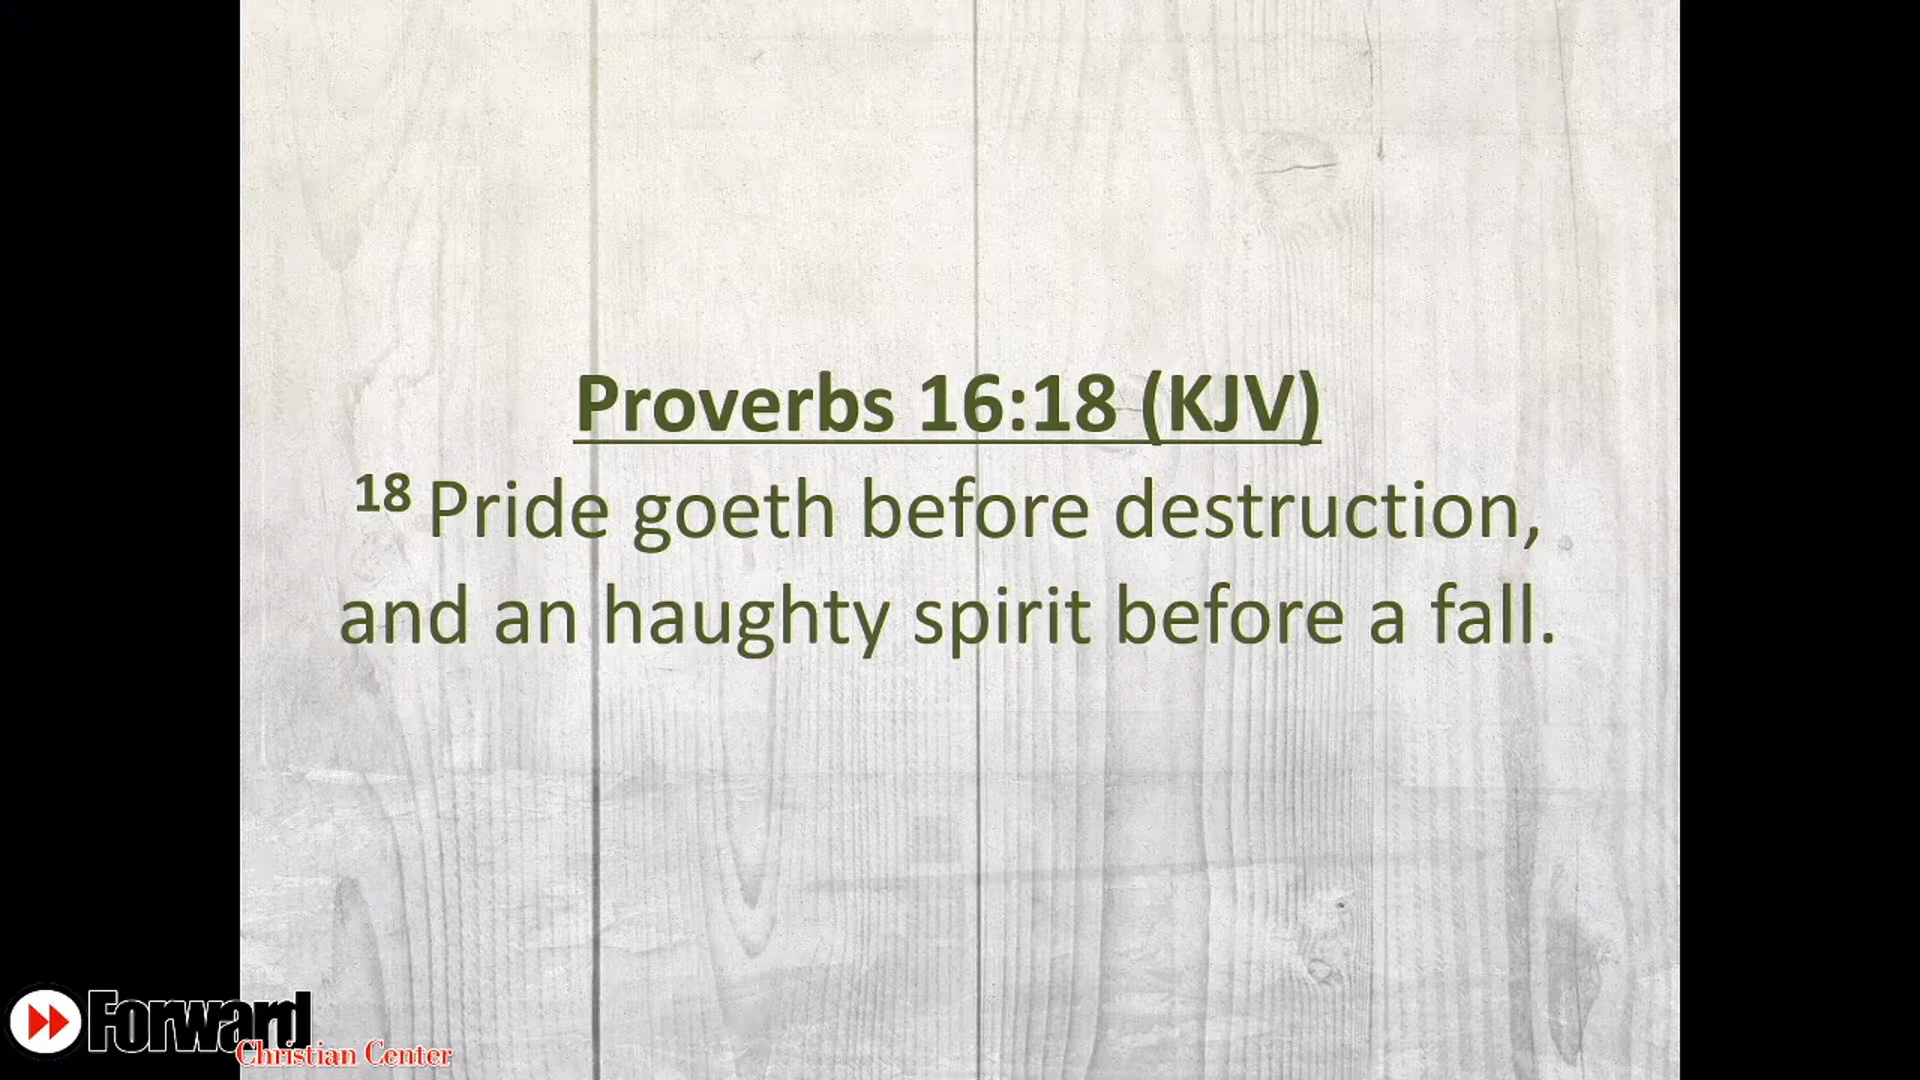 Proverbs 16:18 (KJV)
18 Pride goeth before destruction,
and an haughty spirit before a fall.
Forward
Christian Center